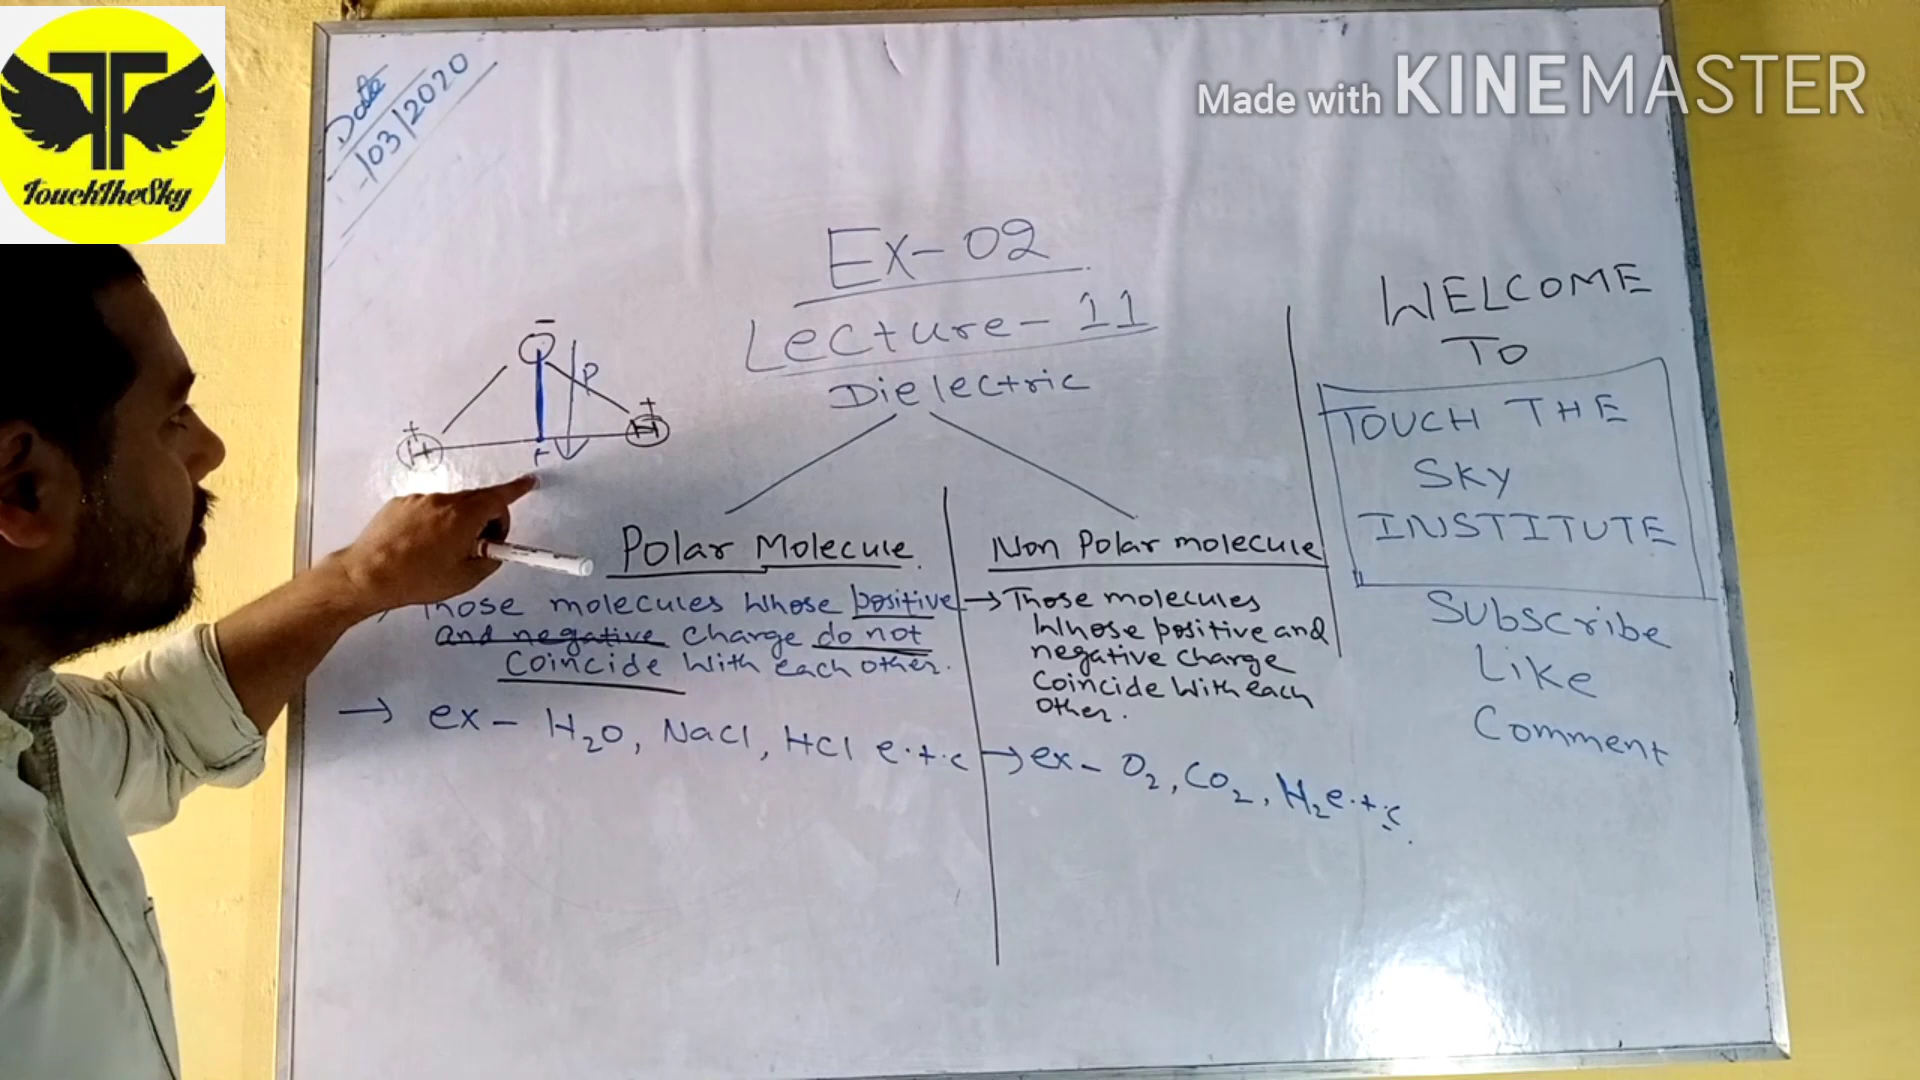 TT
TouchTheSky
Made with KINEMASTER
Date
/03/2020
Ex-02
Lecture-11
Dielectric
-
O
P
+
+
H
H
+
Polar Molecule
Those molecules Whose positive
and negative charge do not
coincide with each other.
→ ex- H₂O, NaCl, HCl e.t.c
Non Polar molecule
→ Those molecules
Whose positive and
negative charge
Coincide with each
other.
→ ex- O₂, CO₂, H₂ e.t.c.
WELCOME
TO
TOUCH THE
SKY
INSTITUTE
Subscribe
Like
Comment